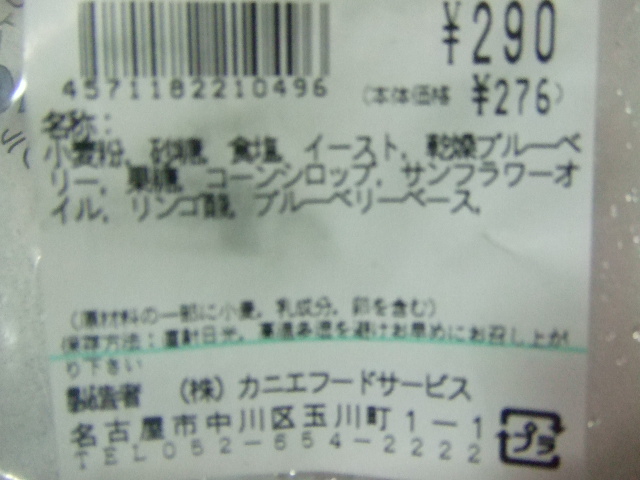 ¥290
4571182210496
(本体価格 ¥276)
名称:
小麦粉, 砂糖, 食塩, イースト, 乾燥ブルーベ
リー, 果糖, コーンシロップ, サンフラワーオ
イル, リンゴ酸, ブルーベリーベース,
(原材料の一部に小麦, 乳成分, 卵を含む)
保存方法:直射日光, 高温多湿を避けお早めにお召し上が
り下さい
製造者 (株)カニエフードサービス
名古屋市中川区玉川町1-1
TEL052-654-2222
プラ